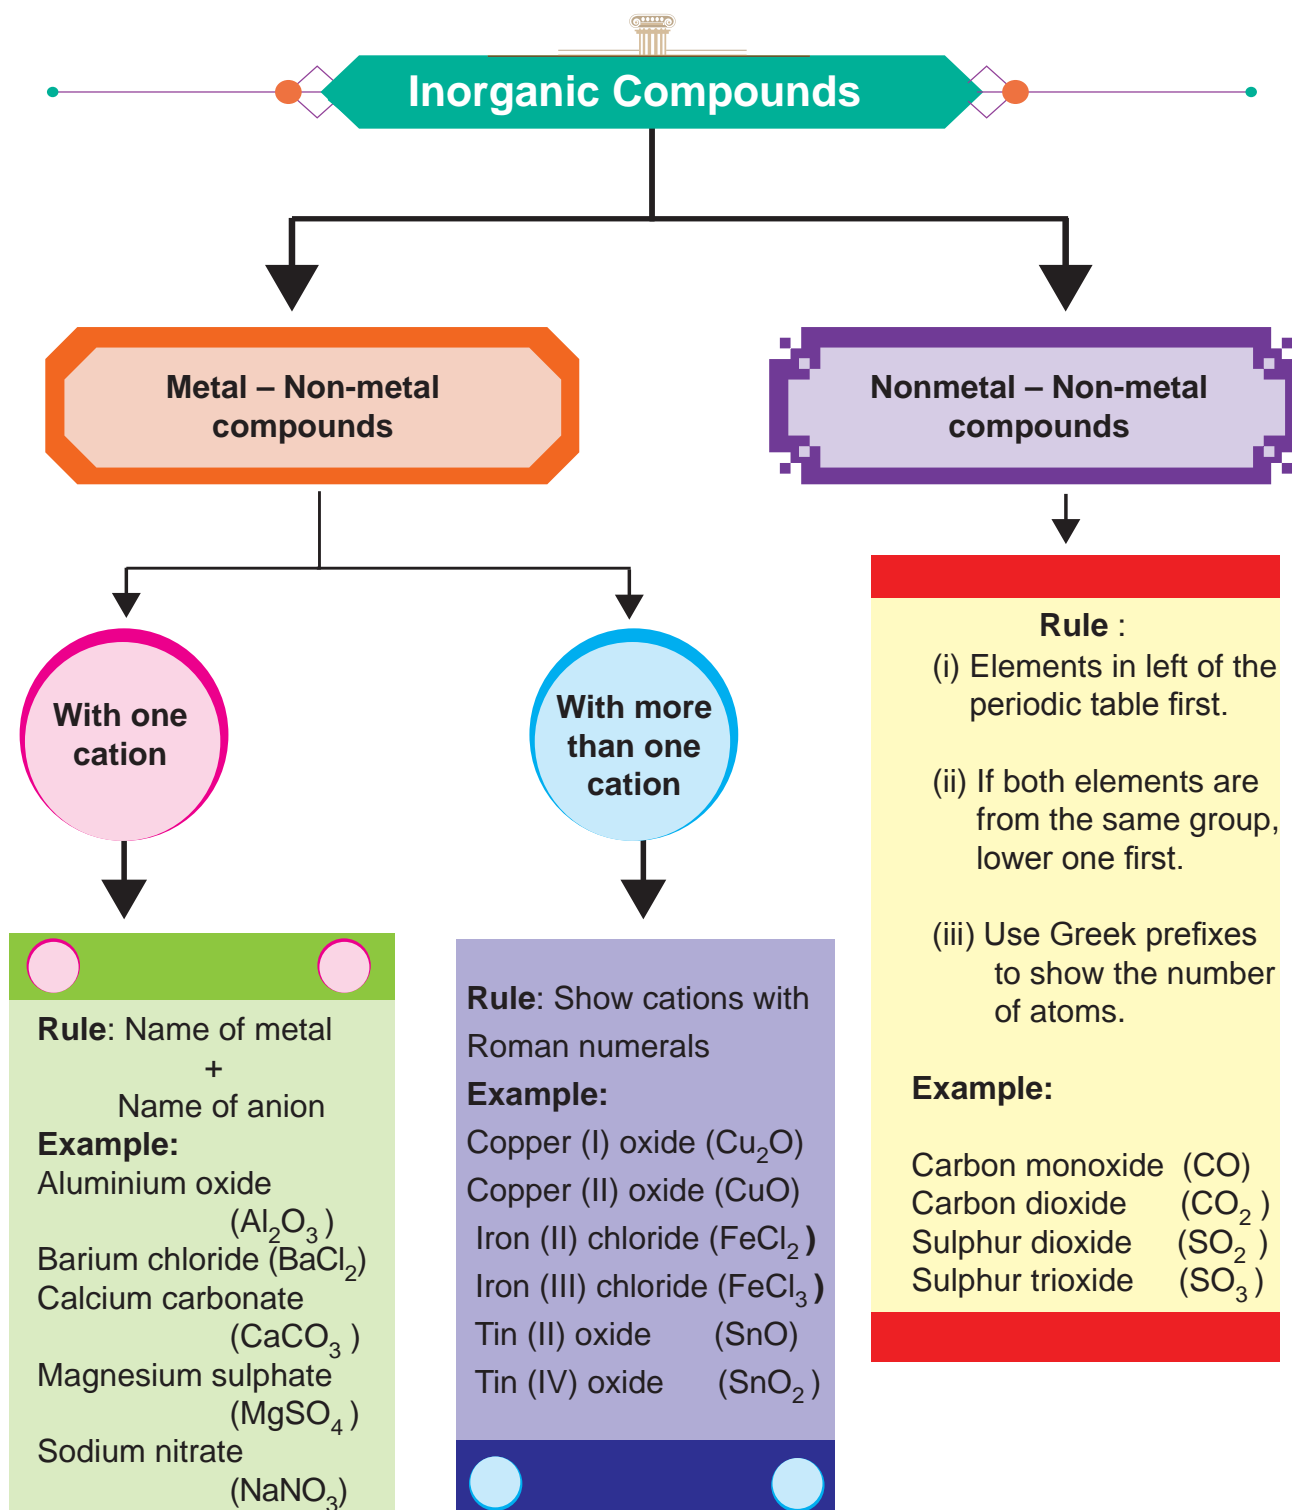 Inorganic Compounds
Metal – Non-metal
compounds
Nonmetal – Non-metal
compounds
With one
cation
With more
than one
cation
Rule: Name of metal
+
Name of anion
Example:
Aluminium oxide
(Al₂O₃)
Barium chloride (BaCl₂)
Calcium carbonate
(CaCO₃)
Magnesium sulphate
(MgSO₄)
Sodium nitrate
(NaNO₃)
Rule: Show cations with
Roman numerals
Example:
Copper (I) oxide (Cu₂O)
Copper (II) oxide (CuO)
Iron (II) chloride (FeCl₂)
Iron (III) chloride (FeCl₃)
Tin (II) oxide (SnO)
Tin (IV) oxide (SnO₂)
Rule :
(i) Elements in left of the
periodic table first.
(ii) If both elements are
from the same group,
lower one first.
(iii) Use Greek prefixes
to show the number
of atoms.
Example:
Carbon monoxide (CO)
Carbon dioxide (CO₂)
Sulphur dioxide (SO₂)
Sulphur trioxide (SO₃)